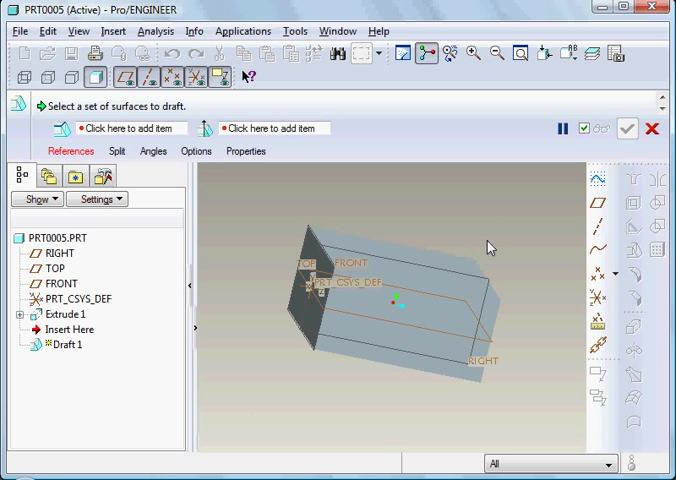 PRT0005 (Active) - Pro/ENGINEER
File Edit View Insert Analysis Info Applications Tools Window Help
Select a set of surfaces to draft.
Click here to add item Click here to add item
References Split Angles Options Properties
Show Settings
PRT0005.PRT
RIGHT
TOP
FRONT
PRT_CSYS_DEF
Extrude 1
Insert Here
Draft 1
TOP FRONT
PRT_CSYS_DEF
RIGHT
All